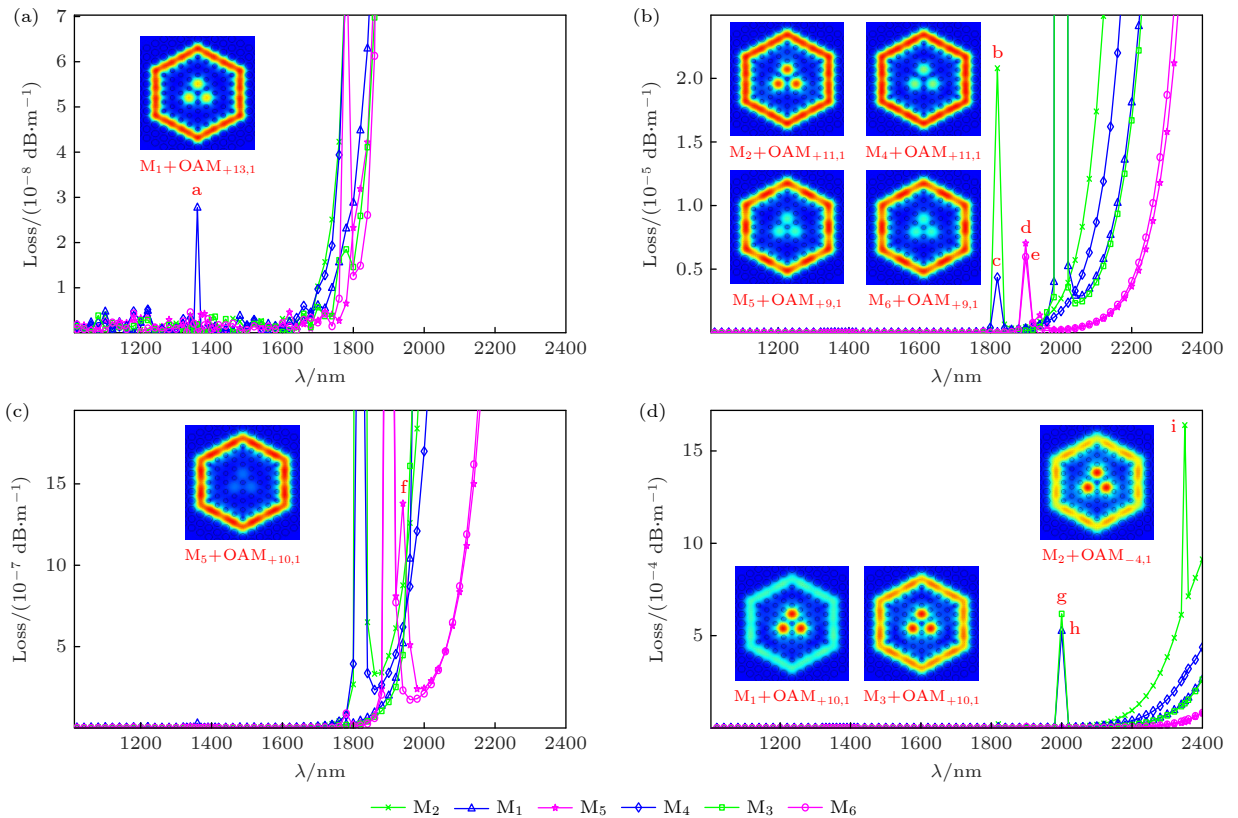 (a)
7
6
5
4
3
2
1
Loss/(10⁻⁸ dB·m⁻¹)
M₁+OAM₊₁₃,₁
a
1200 1400 1600 1800 2000 2200 2400
λ/nm
(b)
2.0
1.5
1.0
0.5
Loss/(10⁻⁵ dB·m⁻¹)
M₂+OAM₊₁₁,₁ M₄+OAM₊₁₁,₁
M₅+OAM₊₉,₁ M₆+OAM₊₉,₁
b
c
d
e
1200 1400 1600 1800 2000 2200 2400
λ/nm
(c)
15
10
5
Loss/(10⁻⁷ dB·m⁻¹)
M₅+OAM₊₁₀,₁
f
1200 1400 1600 1800 2000 2200 2400
λ/nm
(d)
15
10
5
Loss/(10⁻⁴ dB·m⁻¹)
i
M₂+OAM₋₄,₁
g
h
M₁+OAM₊₁₀,₁ M₃+OAM₊₁₀,₁
1200 1400 1600 1800 2000 2200 2400
λ/nm
M₂ M₁ M₅ M₄ M₃ M₆